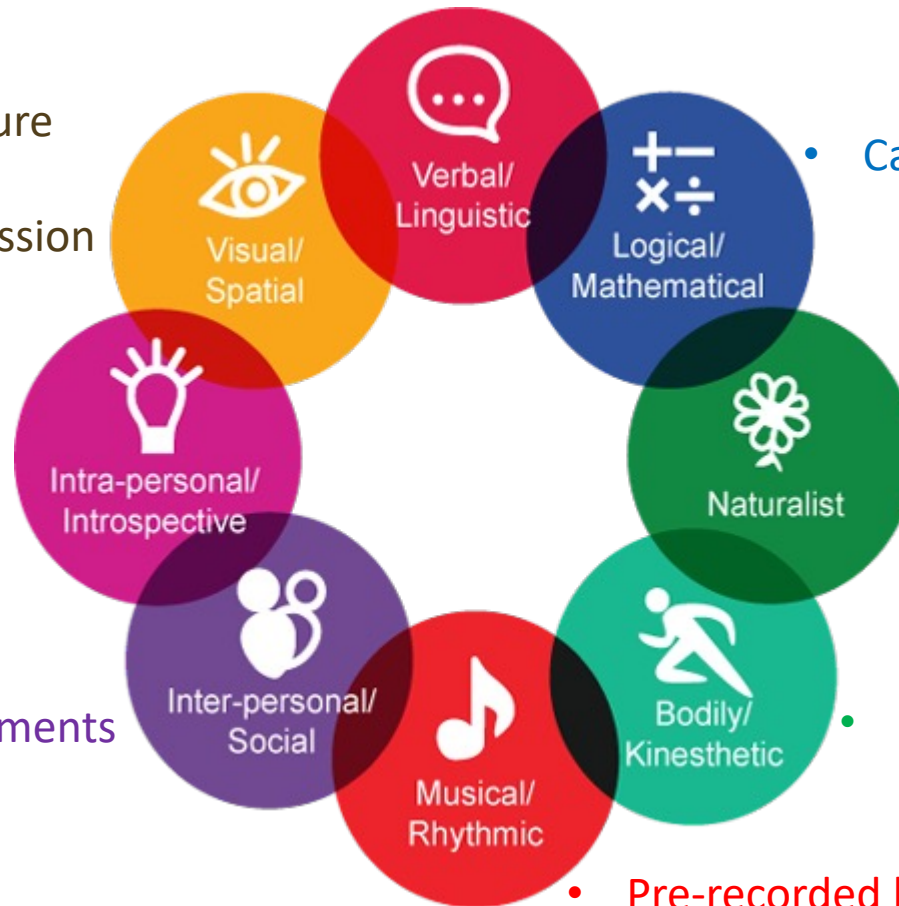 Verbal/
Linguistic
ure
• Ca
ssion
Visual/
Spatial
Logical/
Mathematical
Intra-personal/
Introspective
Naturalist
Inter-personal/
Social
ments
Bodily/
Kinesthetic
•
Musical/
Rhythmic
• Pre-recorded